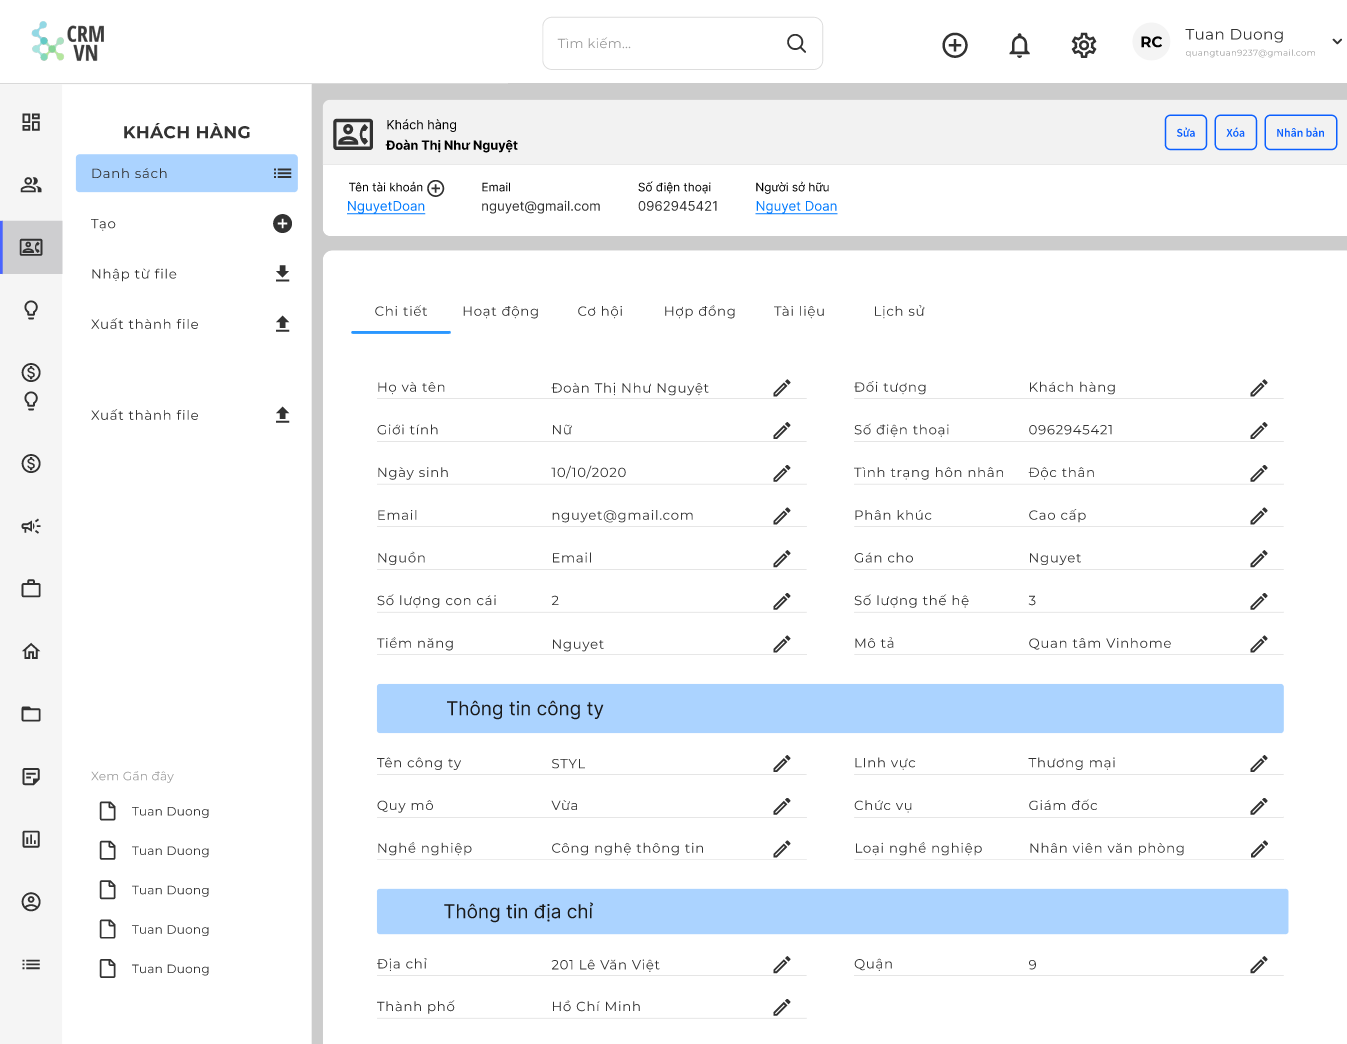 CRM
VN
Tìm kiếm...
RC
Tuan Duong
quangtuan9237@gmail.com
KHÁCH HÀNG
Danh sách
Tạo
Nhập từ file
Xuất thành file
Xuất thành file
Xem Gần đây
Tuan Duong
Tuan Duong
Tuan Duong
Tuan Duong
Tuan Duong
Khách hàng
Đoàn Thị Như Nguyệt
Sửa
Xóa
Nhân bản
Tên tài khoản
Email
Số điện thoại
Người sở hữu
NguyetDoan
nguyet@gmail.com
0962945421
Nguyet Doan
Chi tiết
Hoạt động
Cơ hội
Hợp đồng
Tài liệu
Lịch sử
Họ và tên Đoàn Thị Như Nguyệt
Đối tượng Khách hàng
Giới tính Nữ
Số điện thoại 0962945421
Ngày sinh 10/10/2020
Tình trạng hôn nhân Độc thân
Email nguyet@gmail.com
Phân khúc Cao cấp
Nguồn Email
Gán cho Nguyet
Số lượng con cái 2
Số lượng thế hệ 3
Tiềm năng Nguyet
Mô tả Quan tâm Vinhome
Thông tin công ty
Tên công ty STYL
LInh vực Thương mại
Quy mô Vừa
Chức vụ Giám đốc
Nghề nghiệp Công nghệ thông tin
Loại nghề nghiệp Nhân viên văn phòng
Thông tin địa chỉ
Địa chỉ 201 Lê Văn Việt
Quận 9
Thành phố Hồ Chí Minh